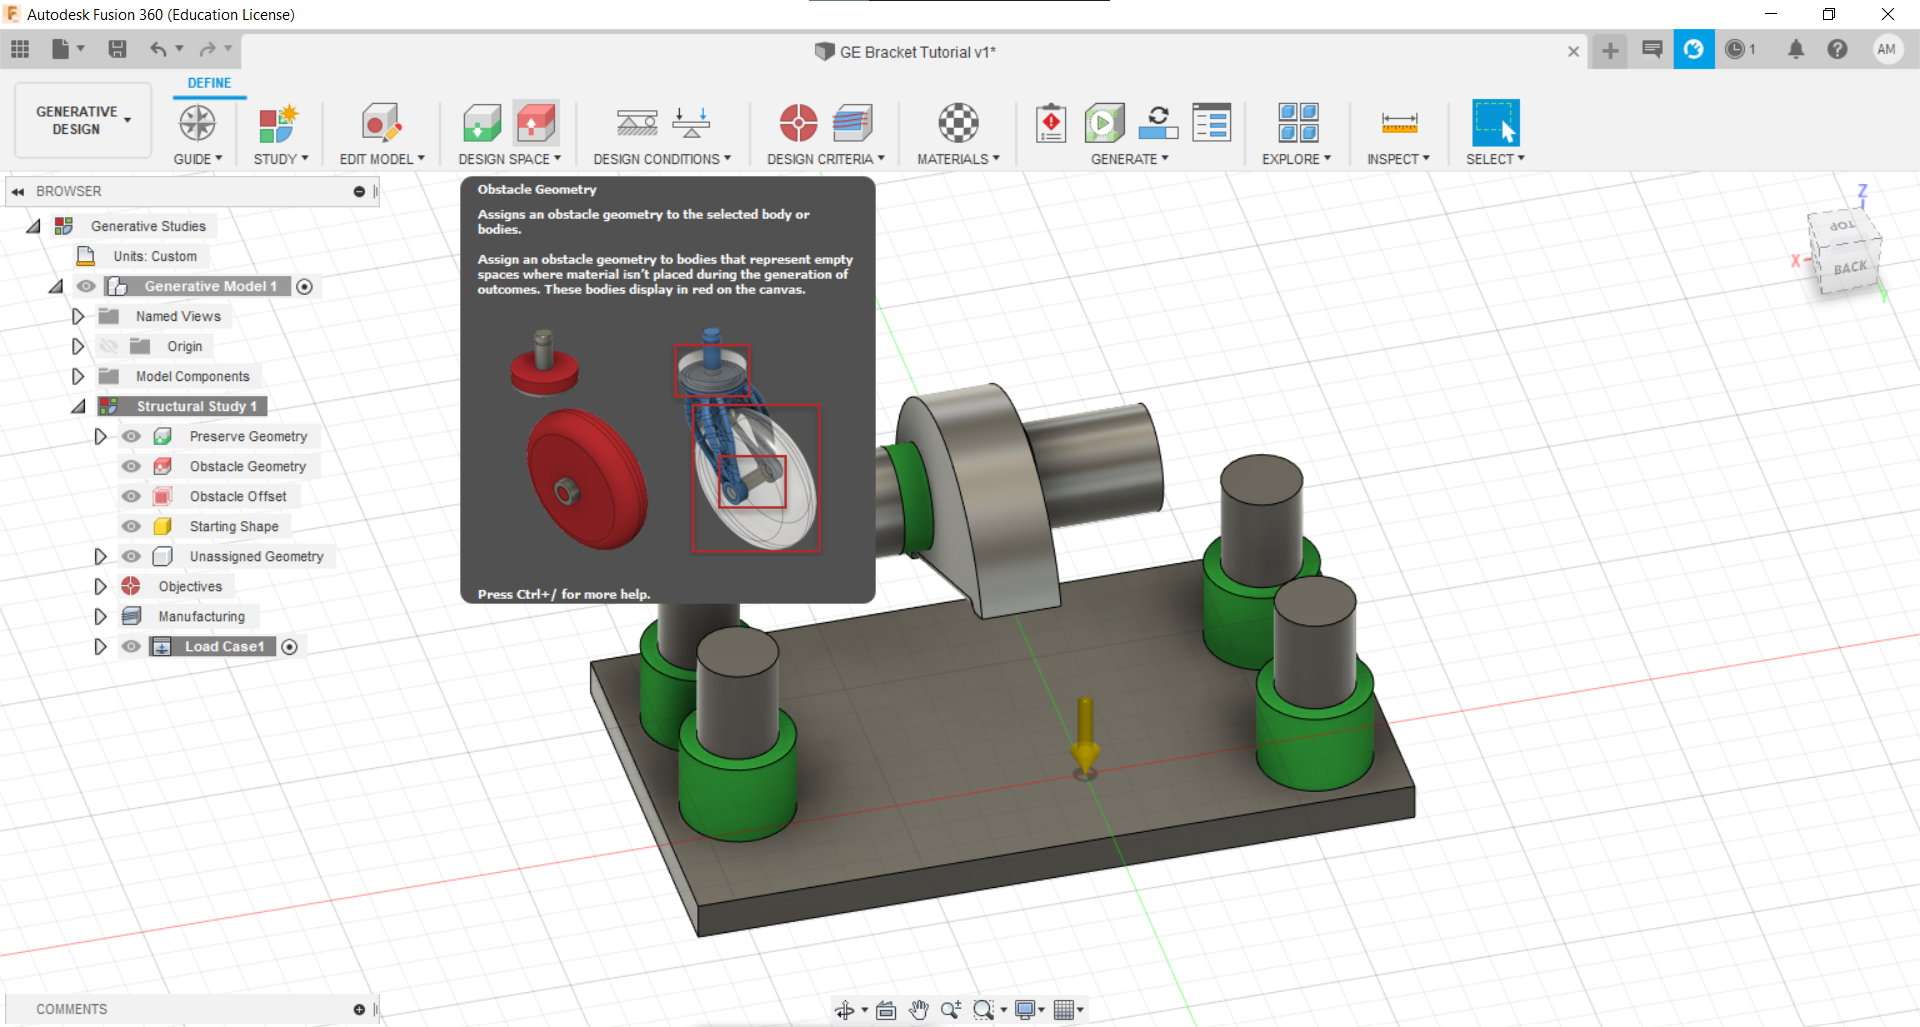 Autodesk Fusion 360 (Education License)
GE Bracket Tutorial v1*
1
AM
DEFINE
GENERATIVE DESIGN
GUIDE
STUDY
EDIT MODEL
DESIGN SPACE
DESIGN CONDITIONS
DESIGN CRITERIA
MATERIALS
GENERATE
EXPLORE
INSPECT
SELECT
BROWSER
Generative Studies
Units: Custom
Generative Model 1
Named Views
Origin
Model Components
Structural Study 1
Preserve Geometry
Obstacle Geometry
Obstacle Offset
Starting Shape
Unassigned Geometry
Objectives
Manufacturing
Load Case1
Obstacle Geometry
Assigns an obstacle geometry to the selected body or
bodies.
Assign an obstacle geometry to bodies that represent empty
spaces where material isn't placed during the generation of
outcomes. These bodies display in red on the canvas.
Press Ctrl+/ for more help.
Z
TOP
X
BACK
Y
COMMENTS